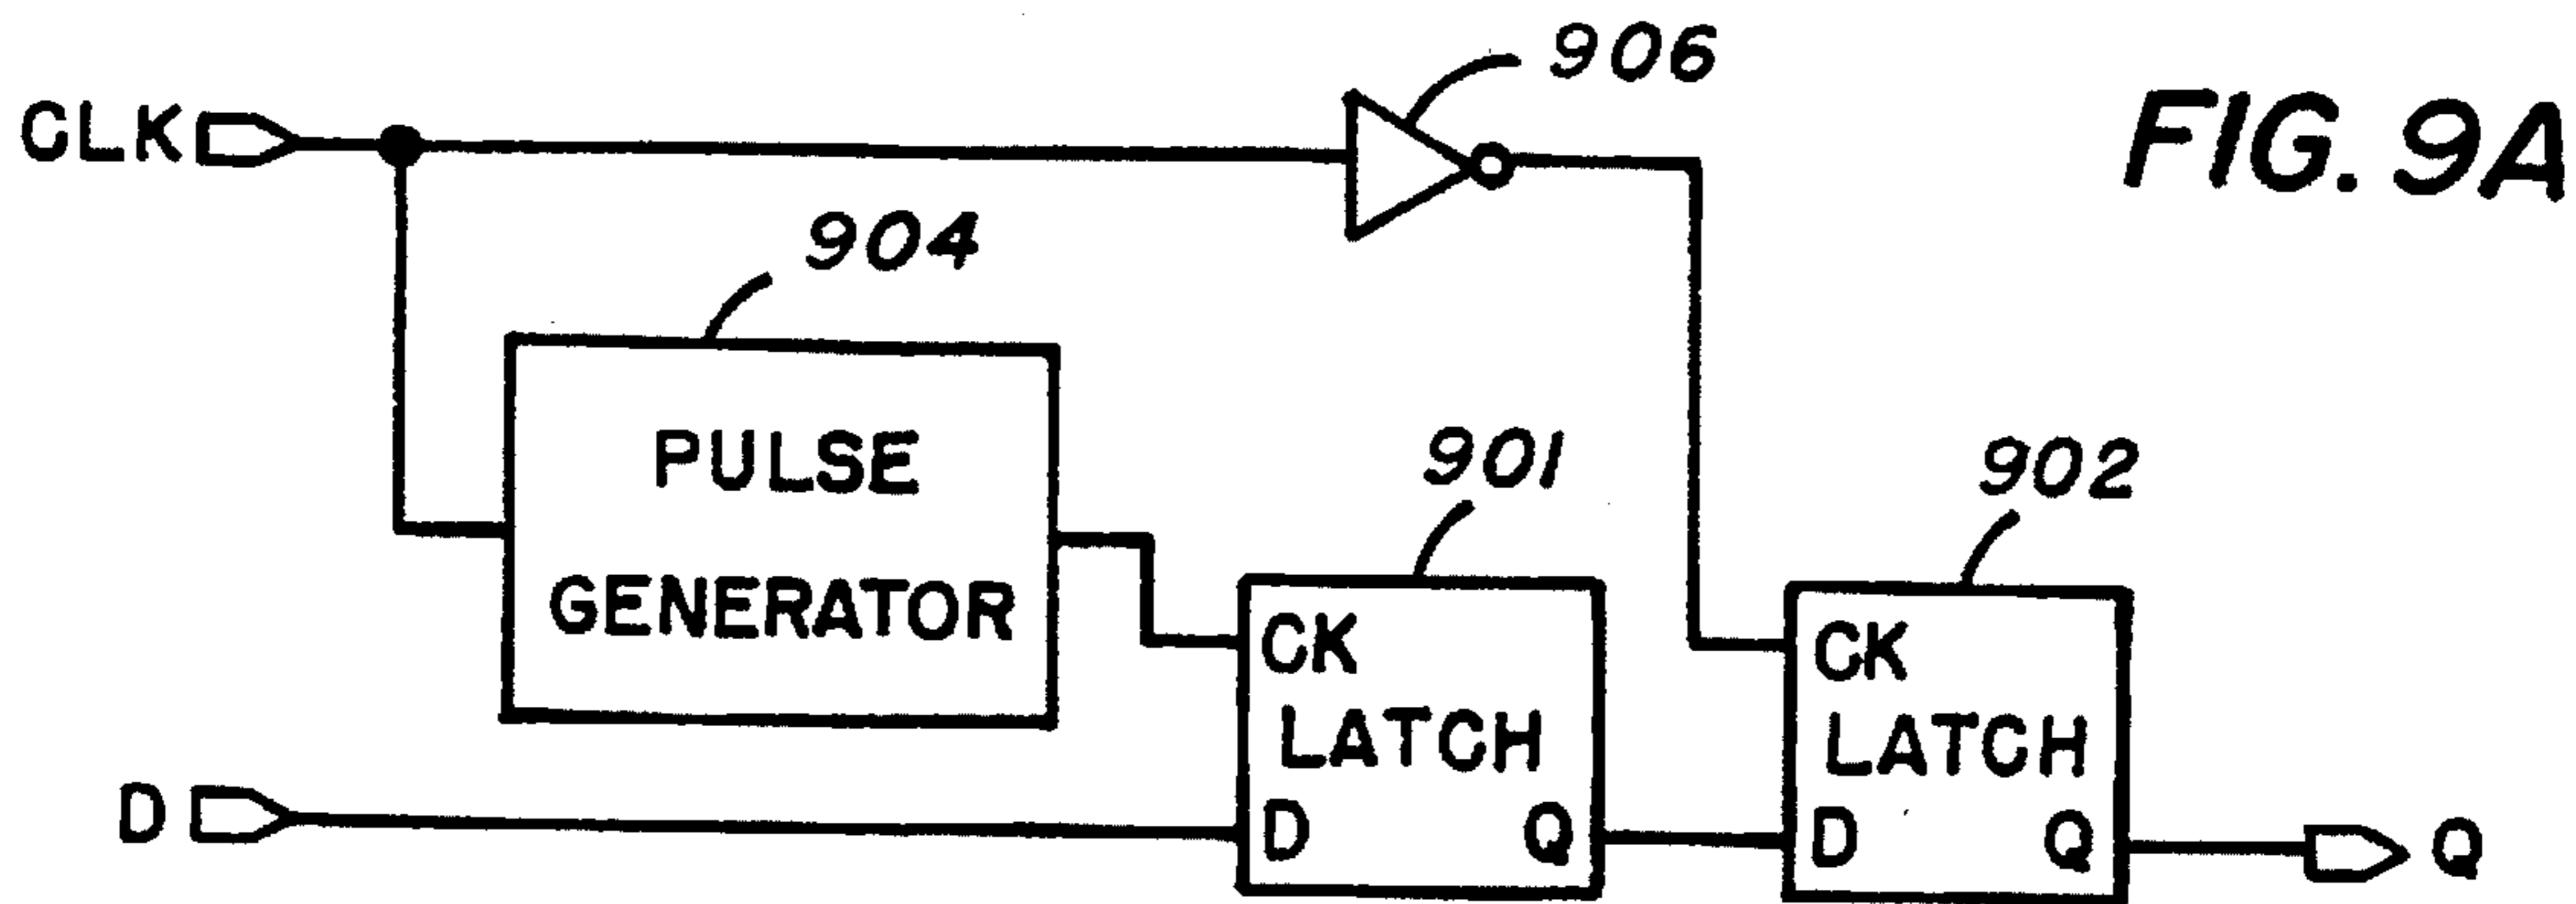 906
CLK
FIG. 9A
904
PULSE
GENERATOR
901
902
CK
LATCH
D Q
CK
LATCH
D Q
D
Q